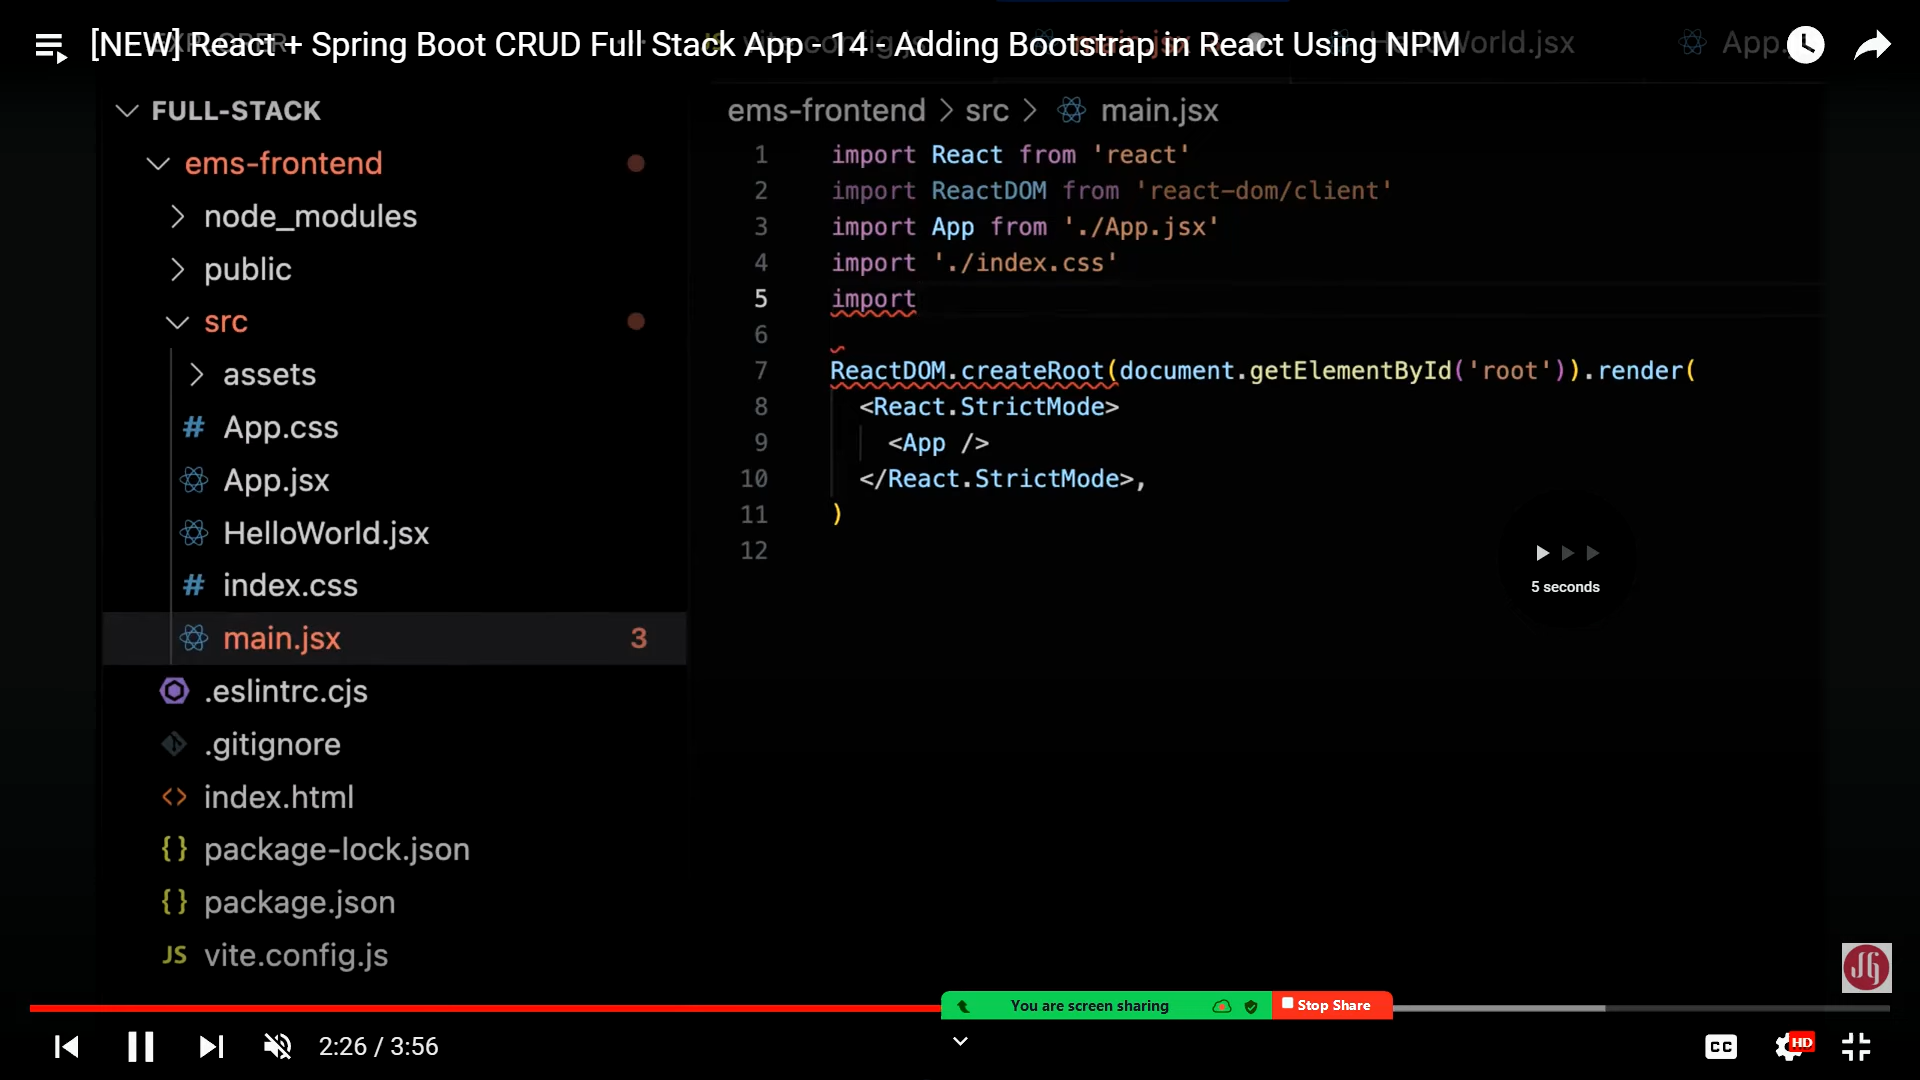 [NEW] React + Spring Boot CRUD Full Stack App - 14 - Adding Bootstrap in React Using NPM
FULL-STACK
ems-frontend
node_modules
public
src
assets
# App.css
App.jsx
HelloWorld.jsx
# index.css
main.jsx 3
.eslintrc.cjs
.gitignore
<> index.html
{} package-lock.json
{} package.json
JS vite.config.js
ems-frontend > src > main.jsx
1 import React from 'react'
2 import ReactDOM from 'react-dom/client'
3 import App from './App.jsx'
4 import './index.css'
5 import
6
7 ReactDOM.createRoot(document.getElementById('root')).render(
8 <React.StrictMode>
9 <App />
10 </React.StrictMode>,
11 )
12
5 seconds
You are screen sharing
Stop Share
2:26 / 3:56
CC
HD